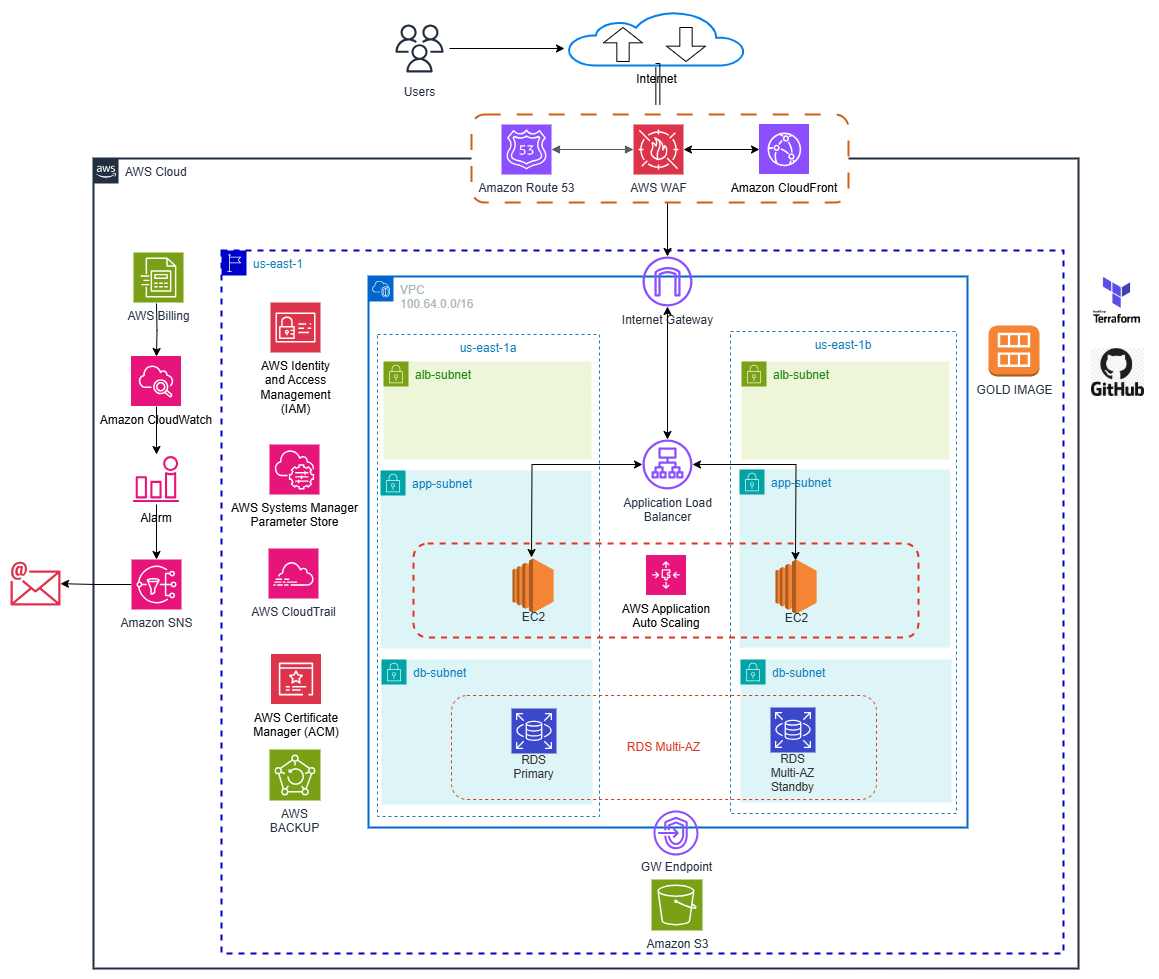 Users
Internet
53
Amazon Route 53
AWS WAF
Amazon CloudFront
aws
AWS Cloud
us-east-1
AWS Billing
Amazon CloudWatch
Alarm
@
Amazon SNS
AWS Identity
and Access
Management
(IAM)
AWS Systems Manager
Parameter Store
AWS CloudTrail
AWS Certificate
Manager (ACM)
AWS
BACKUP
VPC
100.64.0.0/16
Internet Gateway
us-east-1a
us-east-1b
alb-subnet
alb-subnet
app-subnet
Application Load
Balancer
app-subnet
EC2
AWS Application
Auto Scaling
EC2
db-subnet
db-subnet
RDS
Primary
RDS Multi-AZ
RDS
Multi-AZ
Standby
GW Endpoint
Amazon S3
GOLD IMAGE
Terraform
GitHub